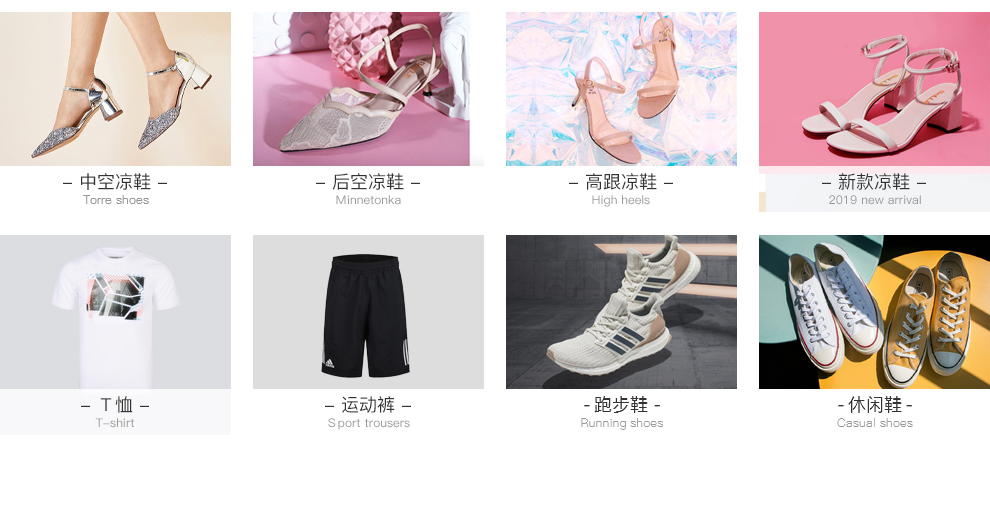 – 中空凉鞋 –
Torre shoes
– 后空凉鞋 –
Minnetonka
– 高跟凉鞋 –
High heels
– 新款凉鞋 –
2019 new arrival
– T恤 –
T-shirt
– 运动裤 –
Sport trousers
- 跑步鞋 -
Running shoes
- 休闲鞋 -
Casual shoes